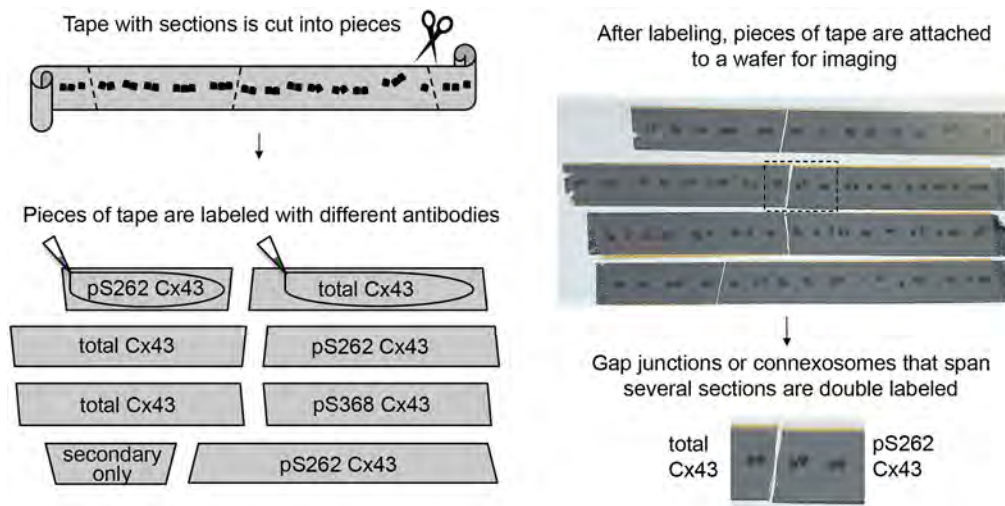 Tape with sections is cut into pieces
Pieces of tape are labeled with different antibodies
pS262 Cx43
total Cx43
total Cx43
pS262 Cx43
total Cx43
pS368 Cx43
secondary
only
pS262 Cx43
After labeling, pieces of tape are attached
to a wafer for imaging
Gap junctions or connexosomes that span
several sections are double labeled
total
Cx43
pS262
Cx43